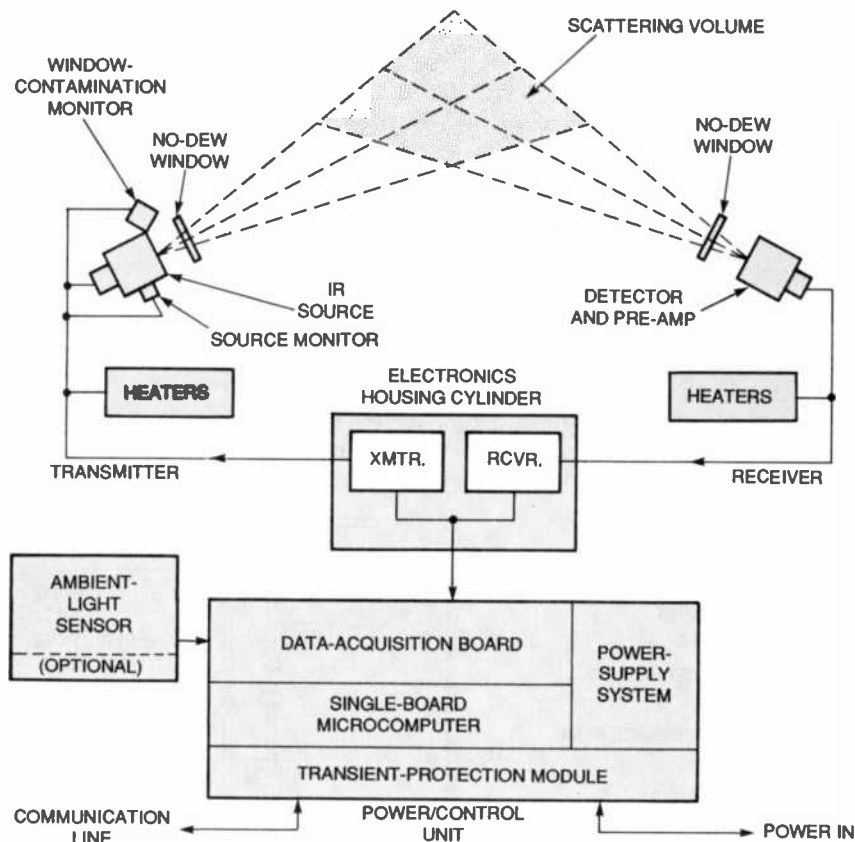 SCATTERING VOLUME
WINDOW-
CONTAMINATION
MONITOR
NO-DEW
WINDOW
NO-DEW
WINDOW
IR
SOURCE
SOURCE MONITOR
DETECTOR
AND PRE-AMP
HEATERS
ELECTRONICS
HOUSING CYLINDER
HEATERS
XMTR.
RCVR.
TRANSMITTER
RECEIVER
AMBIENT-
LIGHT
SENSOR
(OPTIONAL)
DATA-ACQUISITION BOARD
POWER-
SUPPLY
SYSTEM
SINGLE-BOARD
MICROCOMPUTER
TRANSIENT-PROTECTION MODULE
COMMUNICATION
LINE
POWER/CONTROL
UNIT
POWER IN